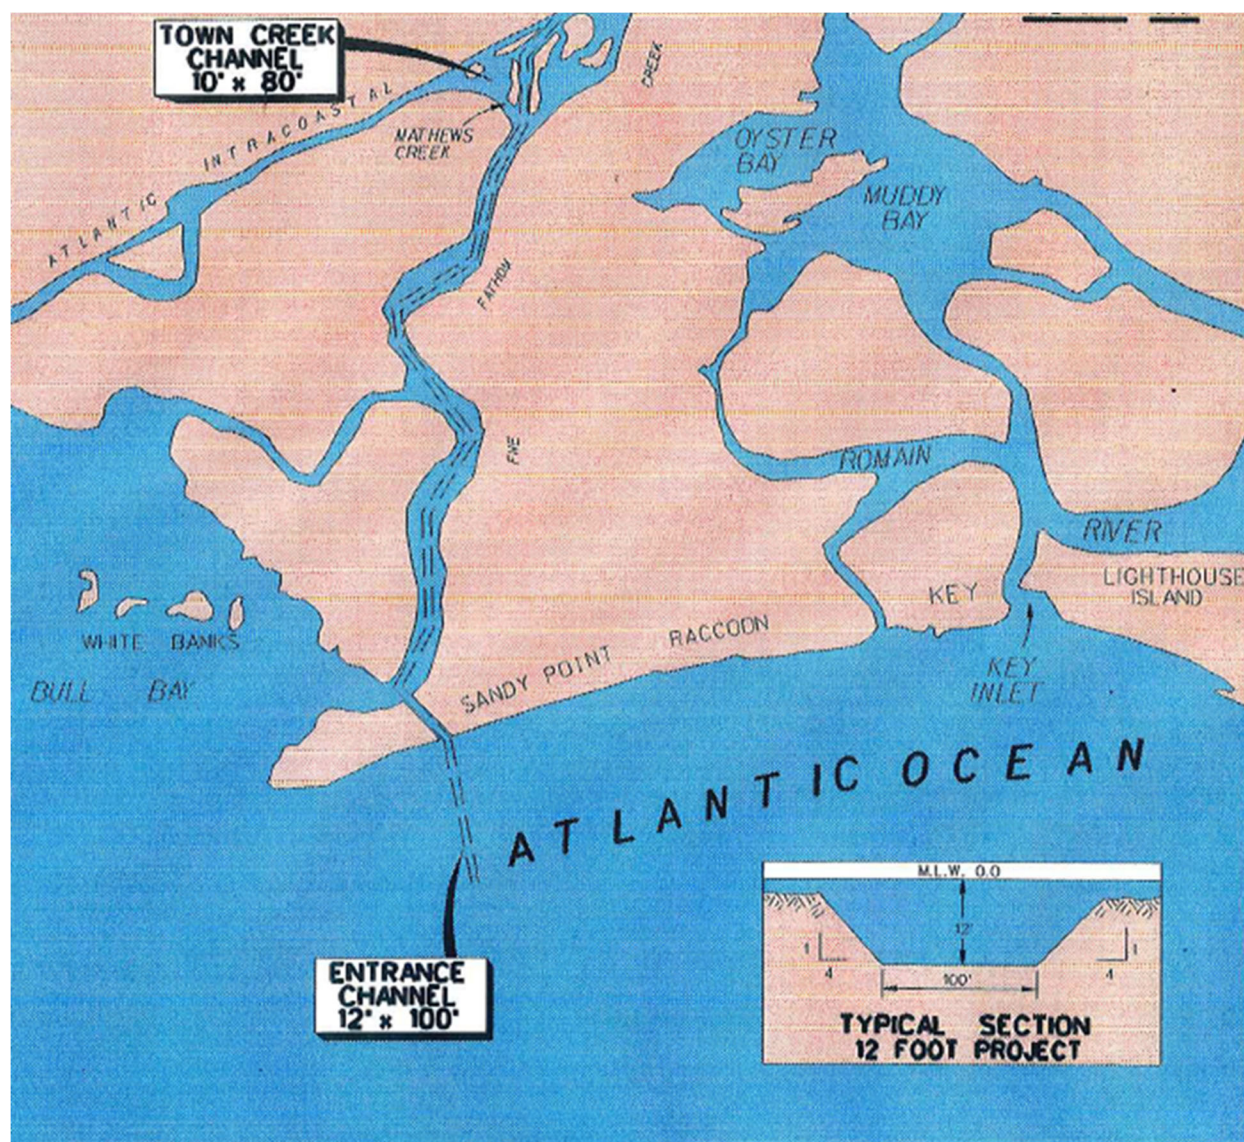 TOWN CREEK
CHANNEL
10' x 80'
ATLANTIC INTRACOASTAL
MATHEWS
CREEK
CREEK
FATHOM
FIVE
OYSTER
BAY
MUDDY
BAY
ROMAIN
RIVER
LIGHTHOUSE
ISLAND
KEY
RACCOON
SANDY POINT
KEY
INLET
WHITE BANKS
BULL BAY
ATLANTIC OCEAN
ENTRANCE
CHANNEL
12' x 100'
M.L.W. 0.0
12'
1
4
1
4
100'
TYPICAL SECTION
12 FOOT PROJECT